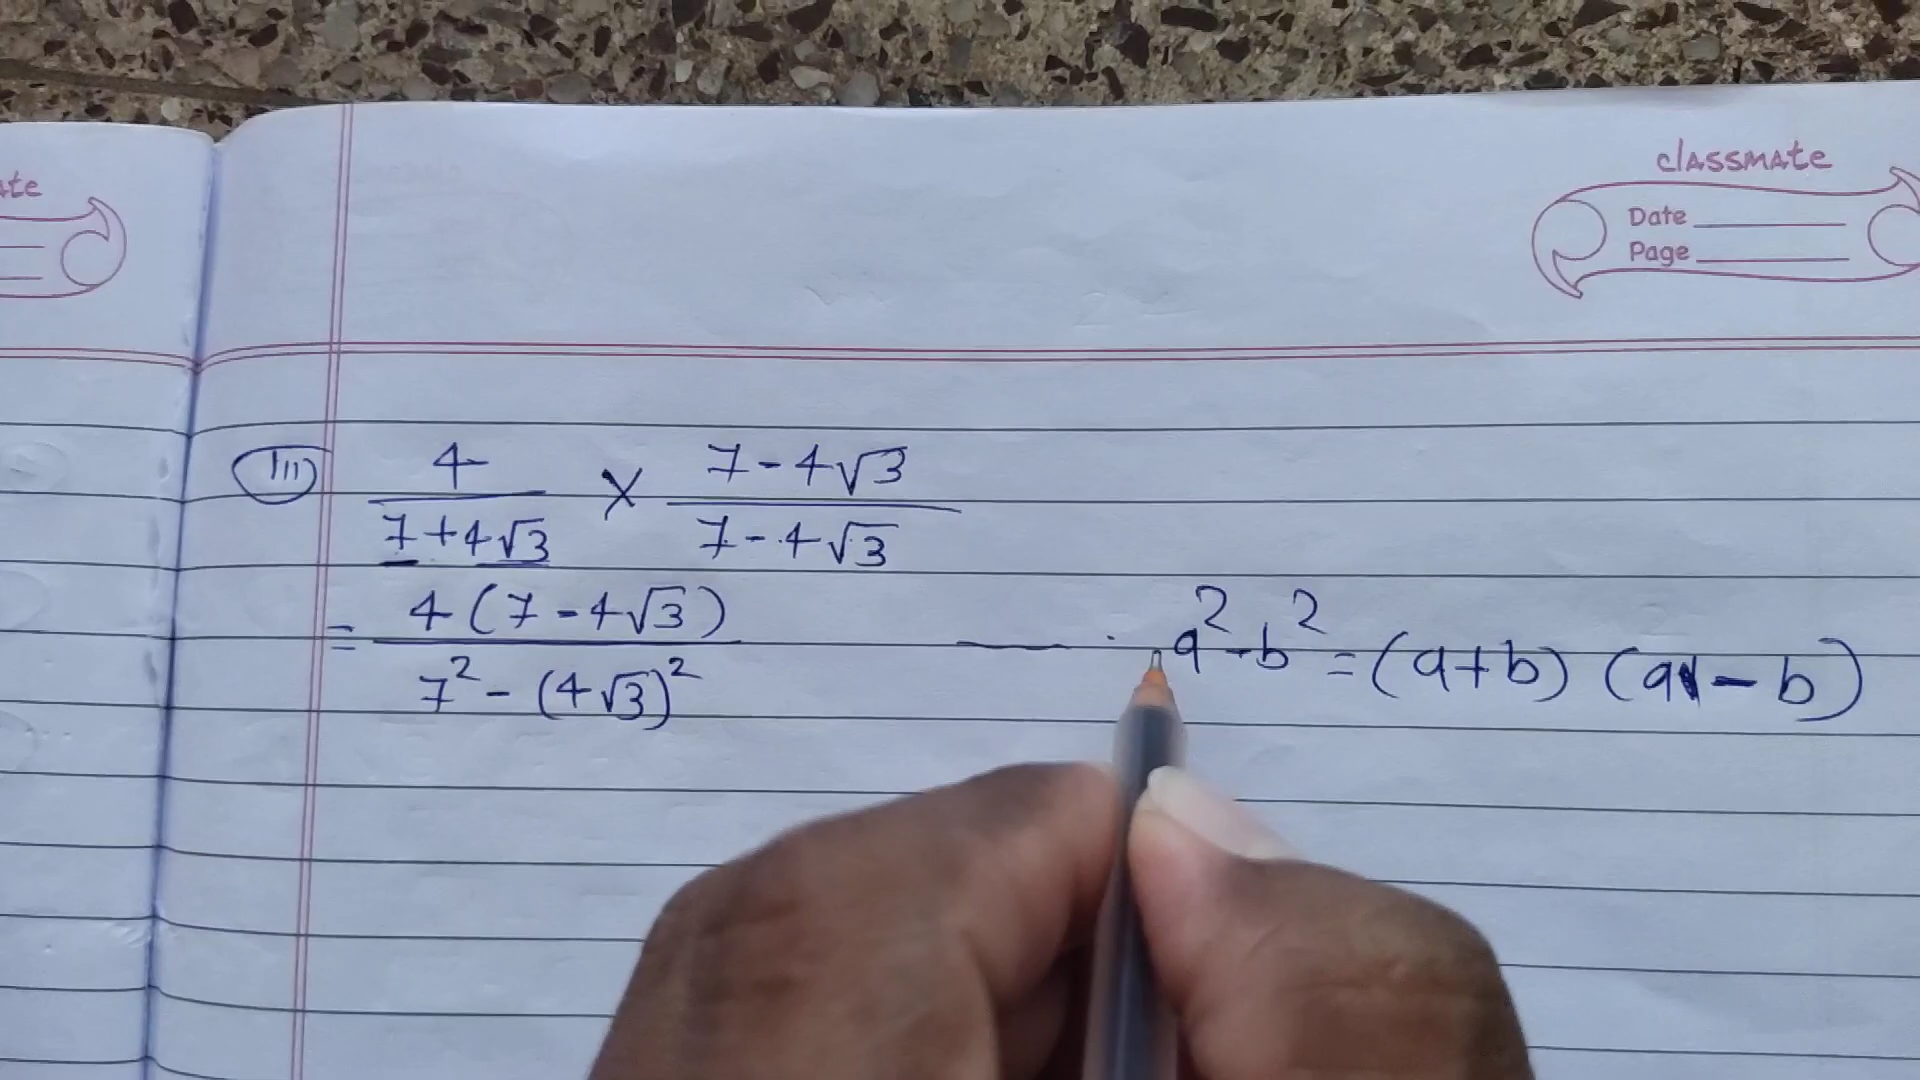 ate
classmate
Date
Page
(iii) 4/(7+4√3) × (7-4√3)/(7-4√3)
= 4(7-4√3)/(7²-(4√3)²) — a²-b² = (a+b) (a-b)